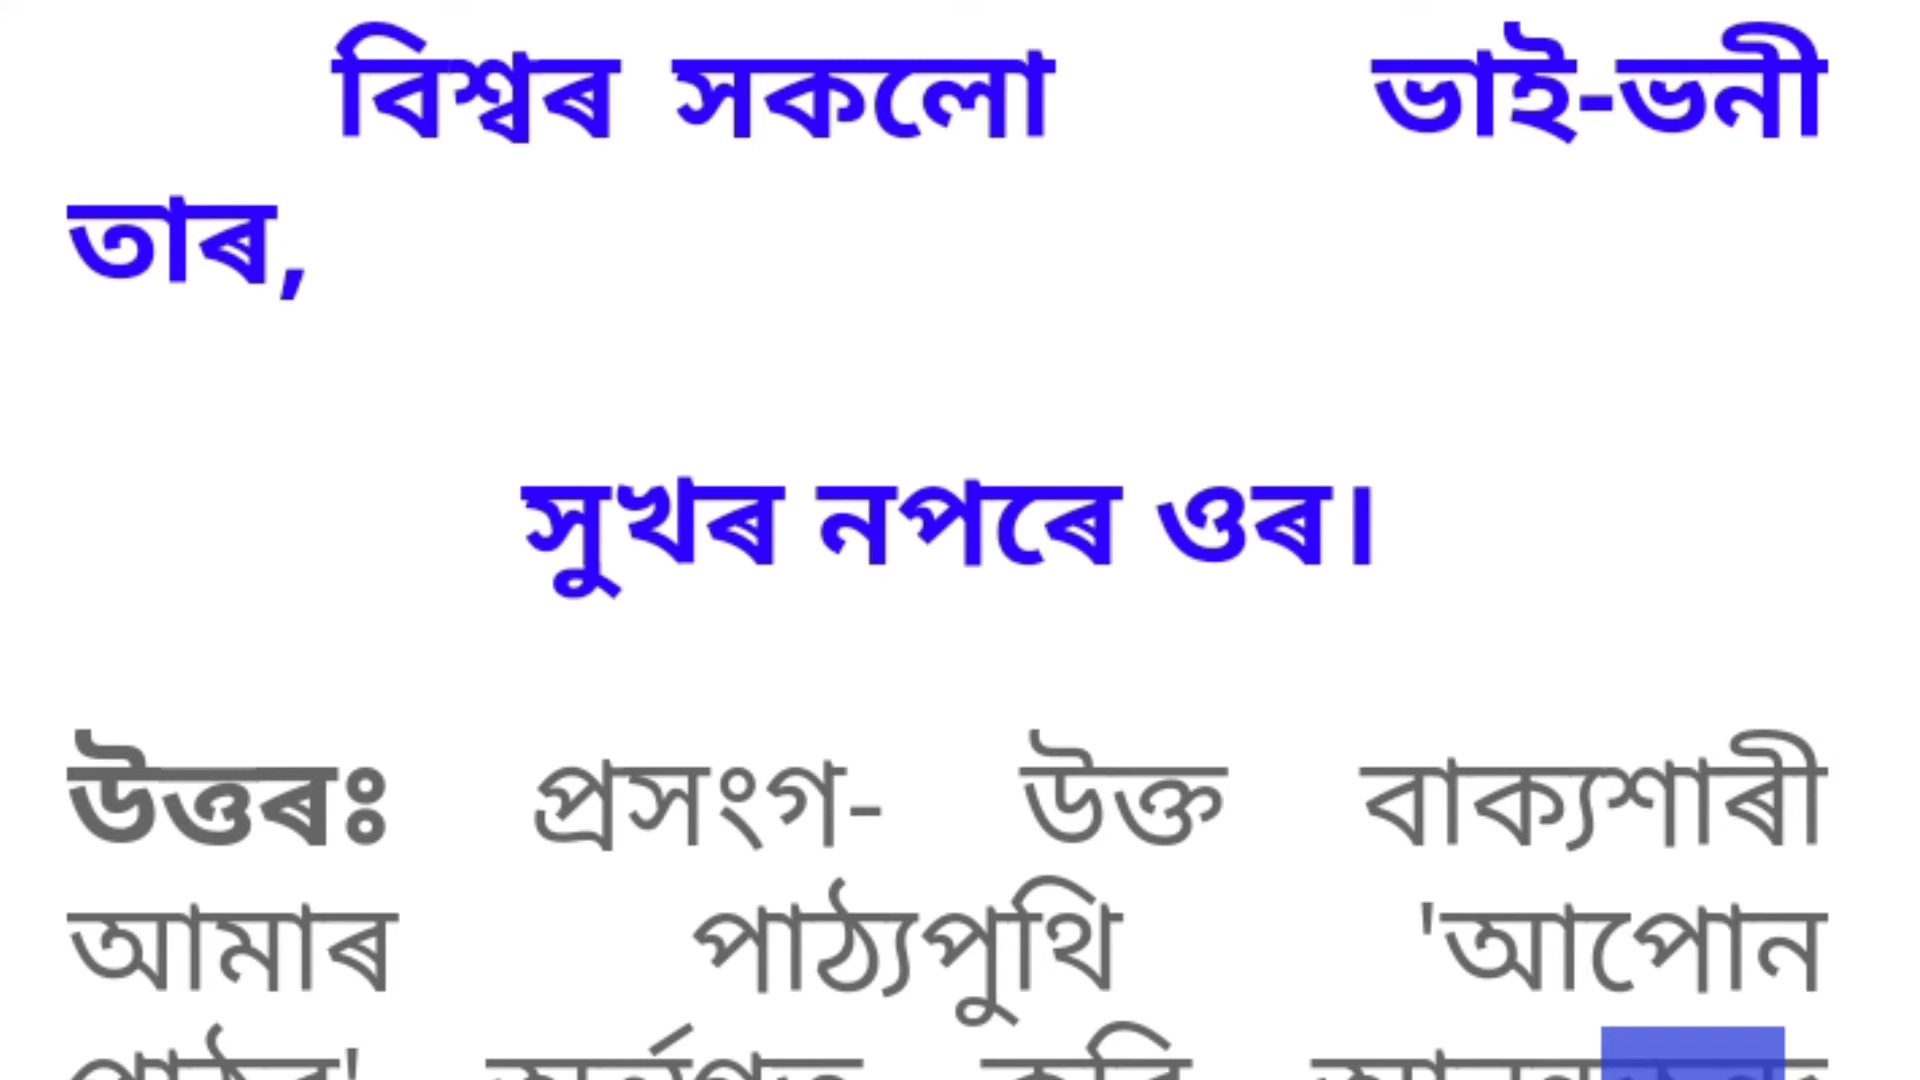 বিশ্বৰ সকলো ভাই-ভনী
তাৰ,
সুখৰ নপৰে ওৰ।
উত্তৰঃ প্ৰসংগ- উক্ত বাক্যশাৰী
আমাৰ পাঠ্যপুথি 'আপোন